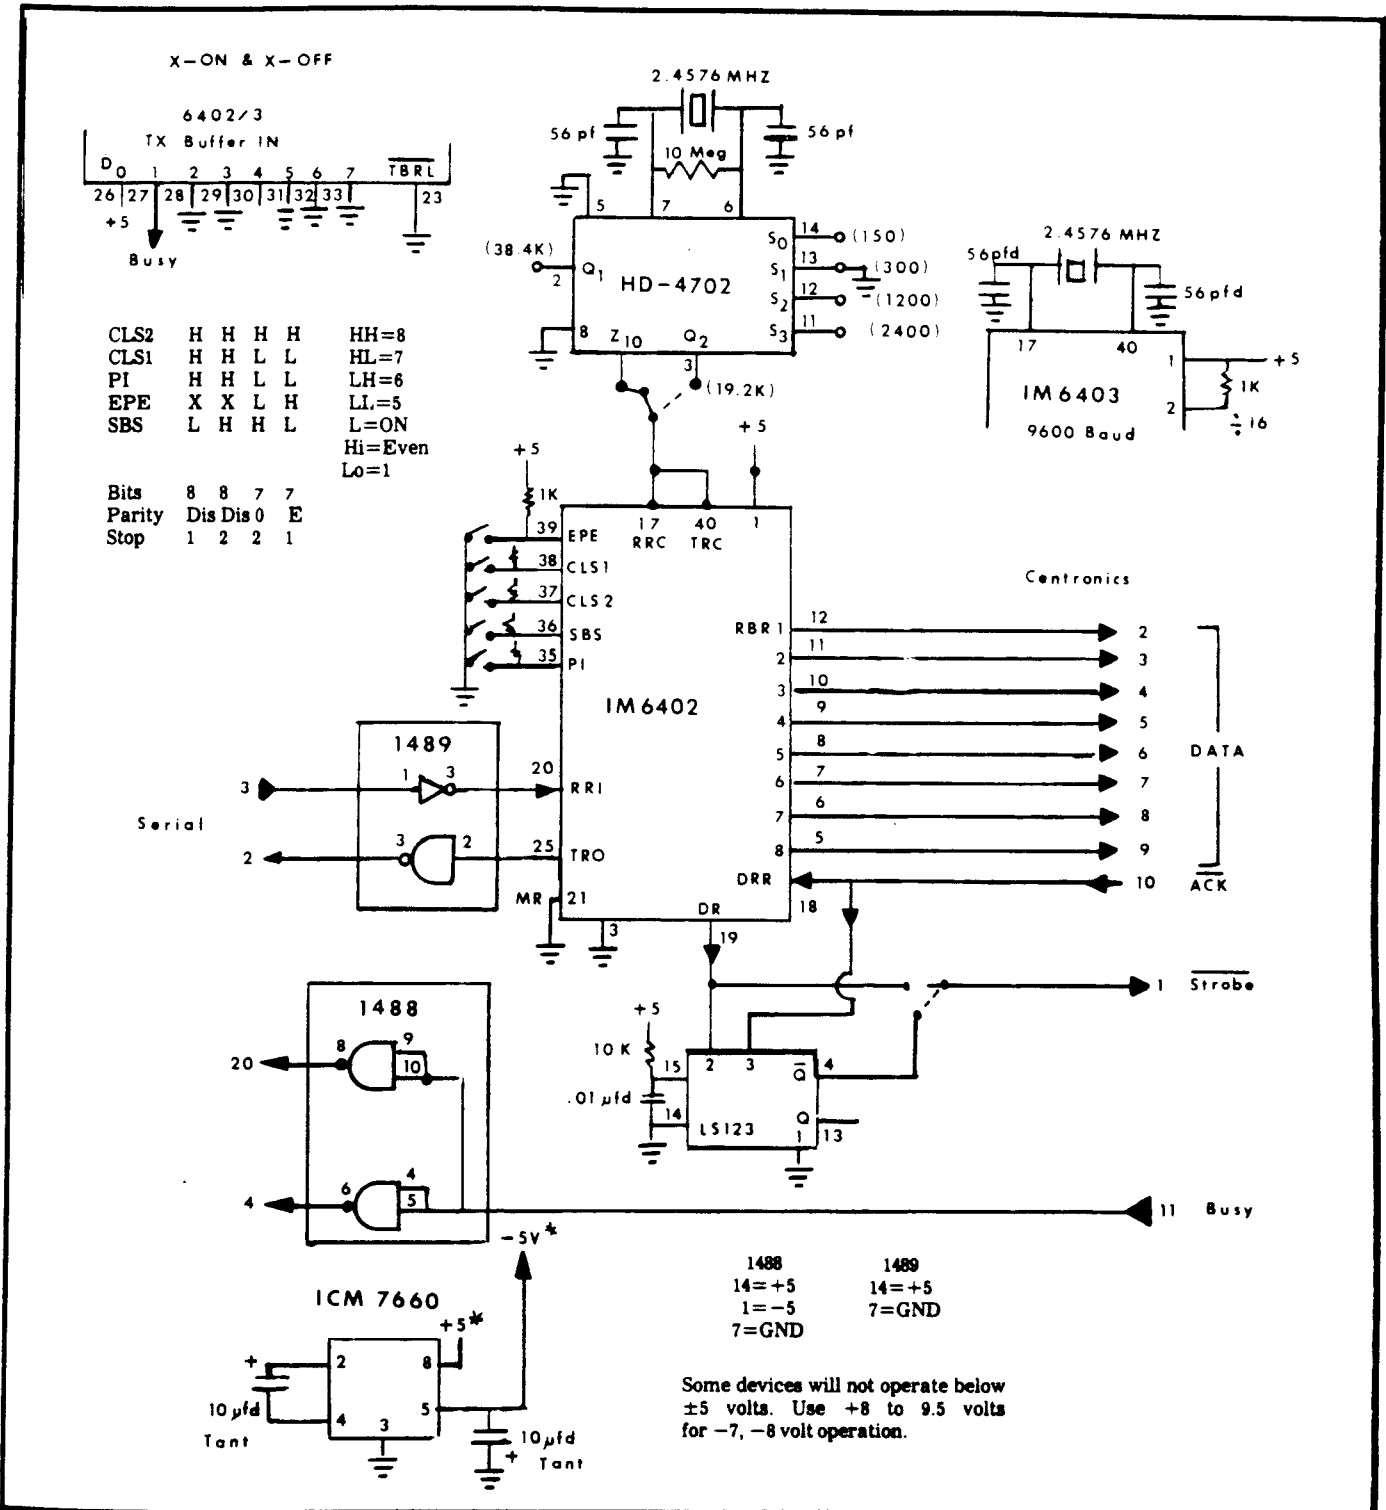 X-ON & X-OFF
6402/3
TX Buffer IN
D0 1 2 3 4 5 6 7 TBRL
26 27 28 29 30 31 32 33 23
+5
Busy
CLS2 H H H H HH=8
CLS1 H H L L HL=7
PI H H L L LH=6
EPE X X L H LL=5
SBS L H H L L=ON
Hi=Even
Lo=1
Bits 8 8 7 7
Parity Dis Dis 0 E
Stop 1 2 2 1
2.4576 MHZ
56 pf
56 pf
10 Meg
5 7 6
(38.4K)
2
Q1
HD-4702
8
Z
10
Q2
3
(19.2K)
S0 14 (150)
S1 13 (300)
S2 12 (1200)
S3 11 (2400)
2.4576 MHZ
56pfd
56pfd
17 40
1
+5
IM6403
1K
2
÷16
9600 Baud
+5
+5
1K
17 40 1
RRC TRC
39 EPE
38 CLS1
37 CLS2
36 SBS
35 PI
IM6402
Centronics
RBR 1 12 2
2 11 3
3 10 4
4 9 5
5 8 6
6 7 7
7 6 8
8 5 9
DATA
DRR 18 10 ACK
1489
3 1 3 20 RRI
Serial
2 3 2 25 TRO
MR 21
3
DR
19
1 Strobe
+5
10 K
.01 µfd
15
14
2 3 Q 4
LS123
Q
1 13
1488
20 8 9
10
4 6 4
5
11 Busy
-5V*
ICM 7660
+5*
+
2 8
10 µfd
Tant
4 3 5
10µfd
+ Tant
1488
14=+5
1=−5
7=GND
1489
14=+5
7=GND
Some devices will not operate below
±5 volts. Use +8 to 9.5 volts
for −7, −8 volt operation.